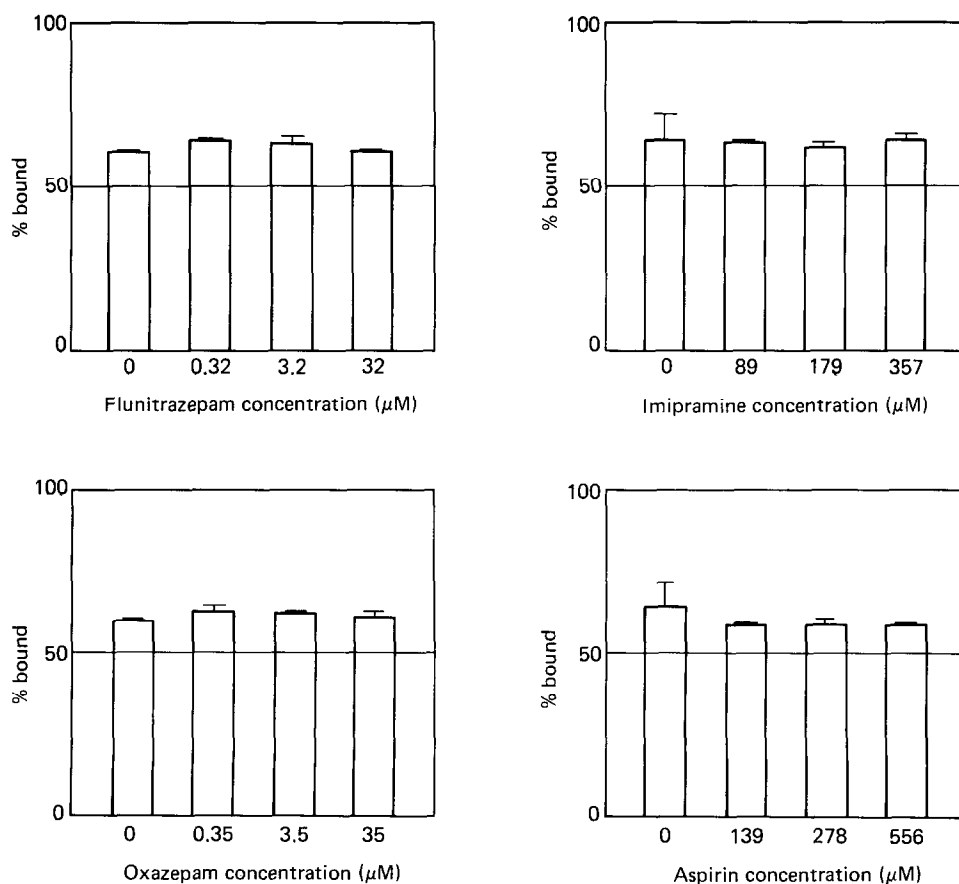 100
% bound
50
0
0 0.32 3.2 32
Flunitrazepam concentration (μM)
100
% bound
50
0
0 89 179 357
Imipramine concentration (μM)
100
% bound
50
0
0 0.35 3.5 35
Oxazepam concentration (μM)
100
% bound
50
0
0 139 278 556
Aspirin concentration (μM)